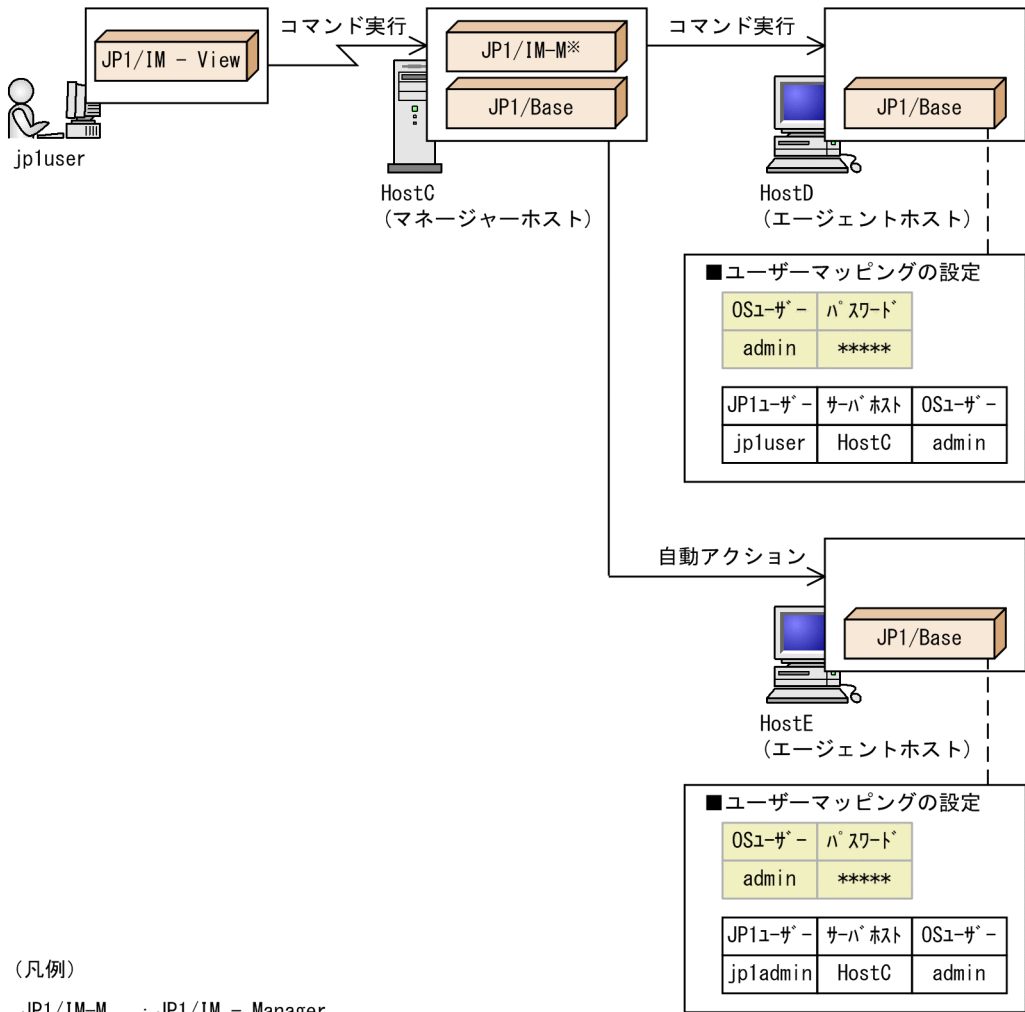 コマンド実行
コマンド実行
JP1/IM - View
JP1/IM-M※
JP1/Base
JP1/Base
jp1user
HostC
(マネージャーホスト)
HostD
(エージェントホスト)
■ユーザーマッピングの設定
OSﾕｰｻﾞｰ ﾊﾟｽﾜｰﾄﾞ
admin *****
JP1ﾕｰｻﾞｰ ｻｰﾊﾞﾎｽﾄ OSﾕｰｻﾞｰ
jp1user HostC admin
自動アクション
JP1/Base
HostE
(エージェントホスト)
■ユーザーマッピングの設定
OSﾕｰｻﾞｰ ﾊﾟｽﾜｰﾄﾞ
admin *****
JP1ﾕｰｻﾞｰ ｻｰﾊﾞﾎｽﾄ OSﾕｰｻﾞｰ
jp1admin HostC admin
(凡例)
JP1/IM-M : JP1/IM - Manager